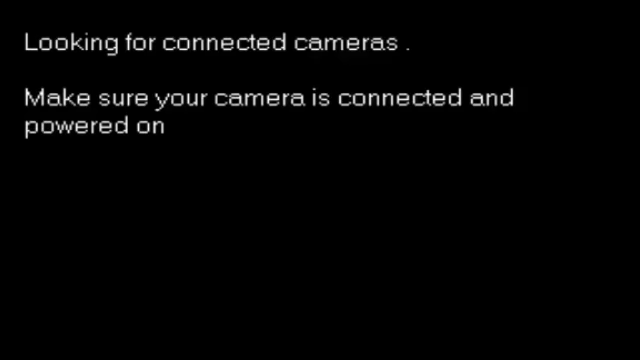 Looking for connected cameras .
Make sure your camera is connected and
powered on